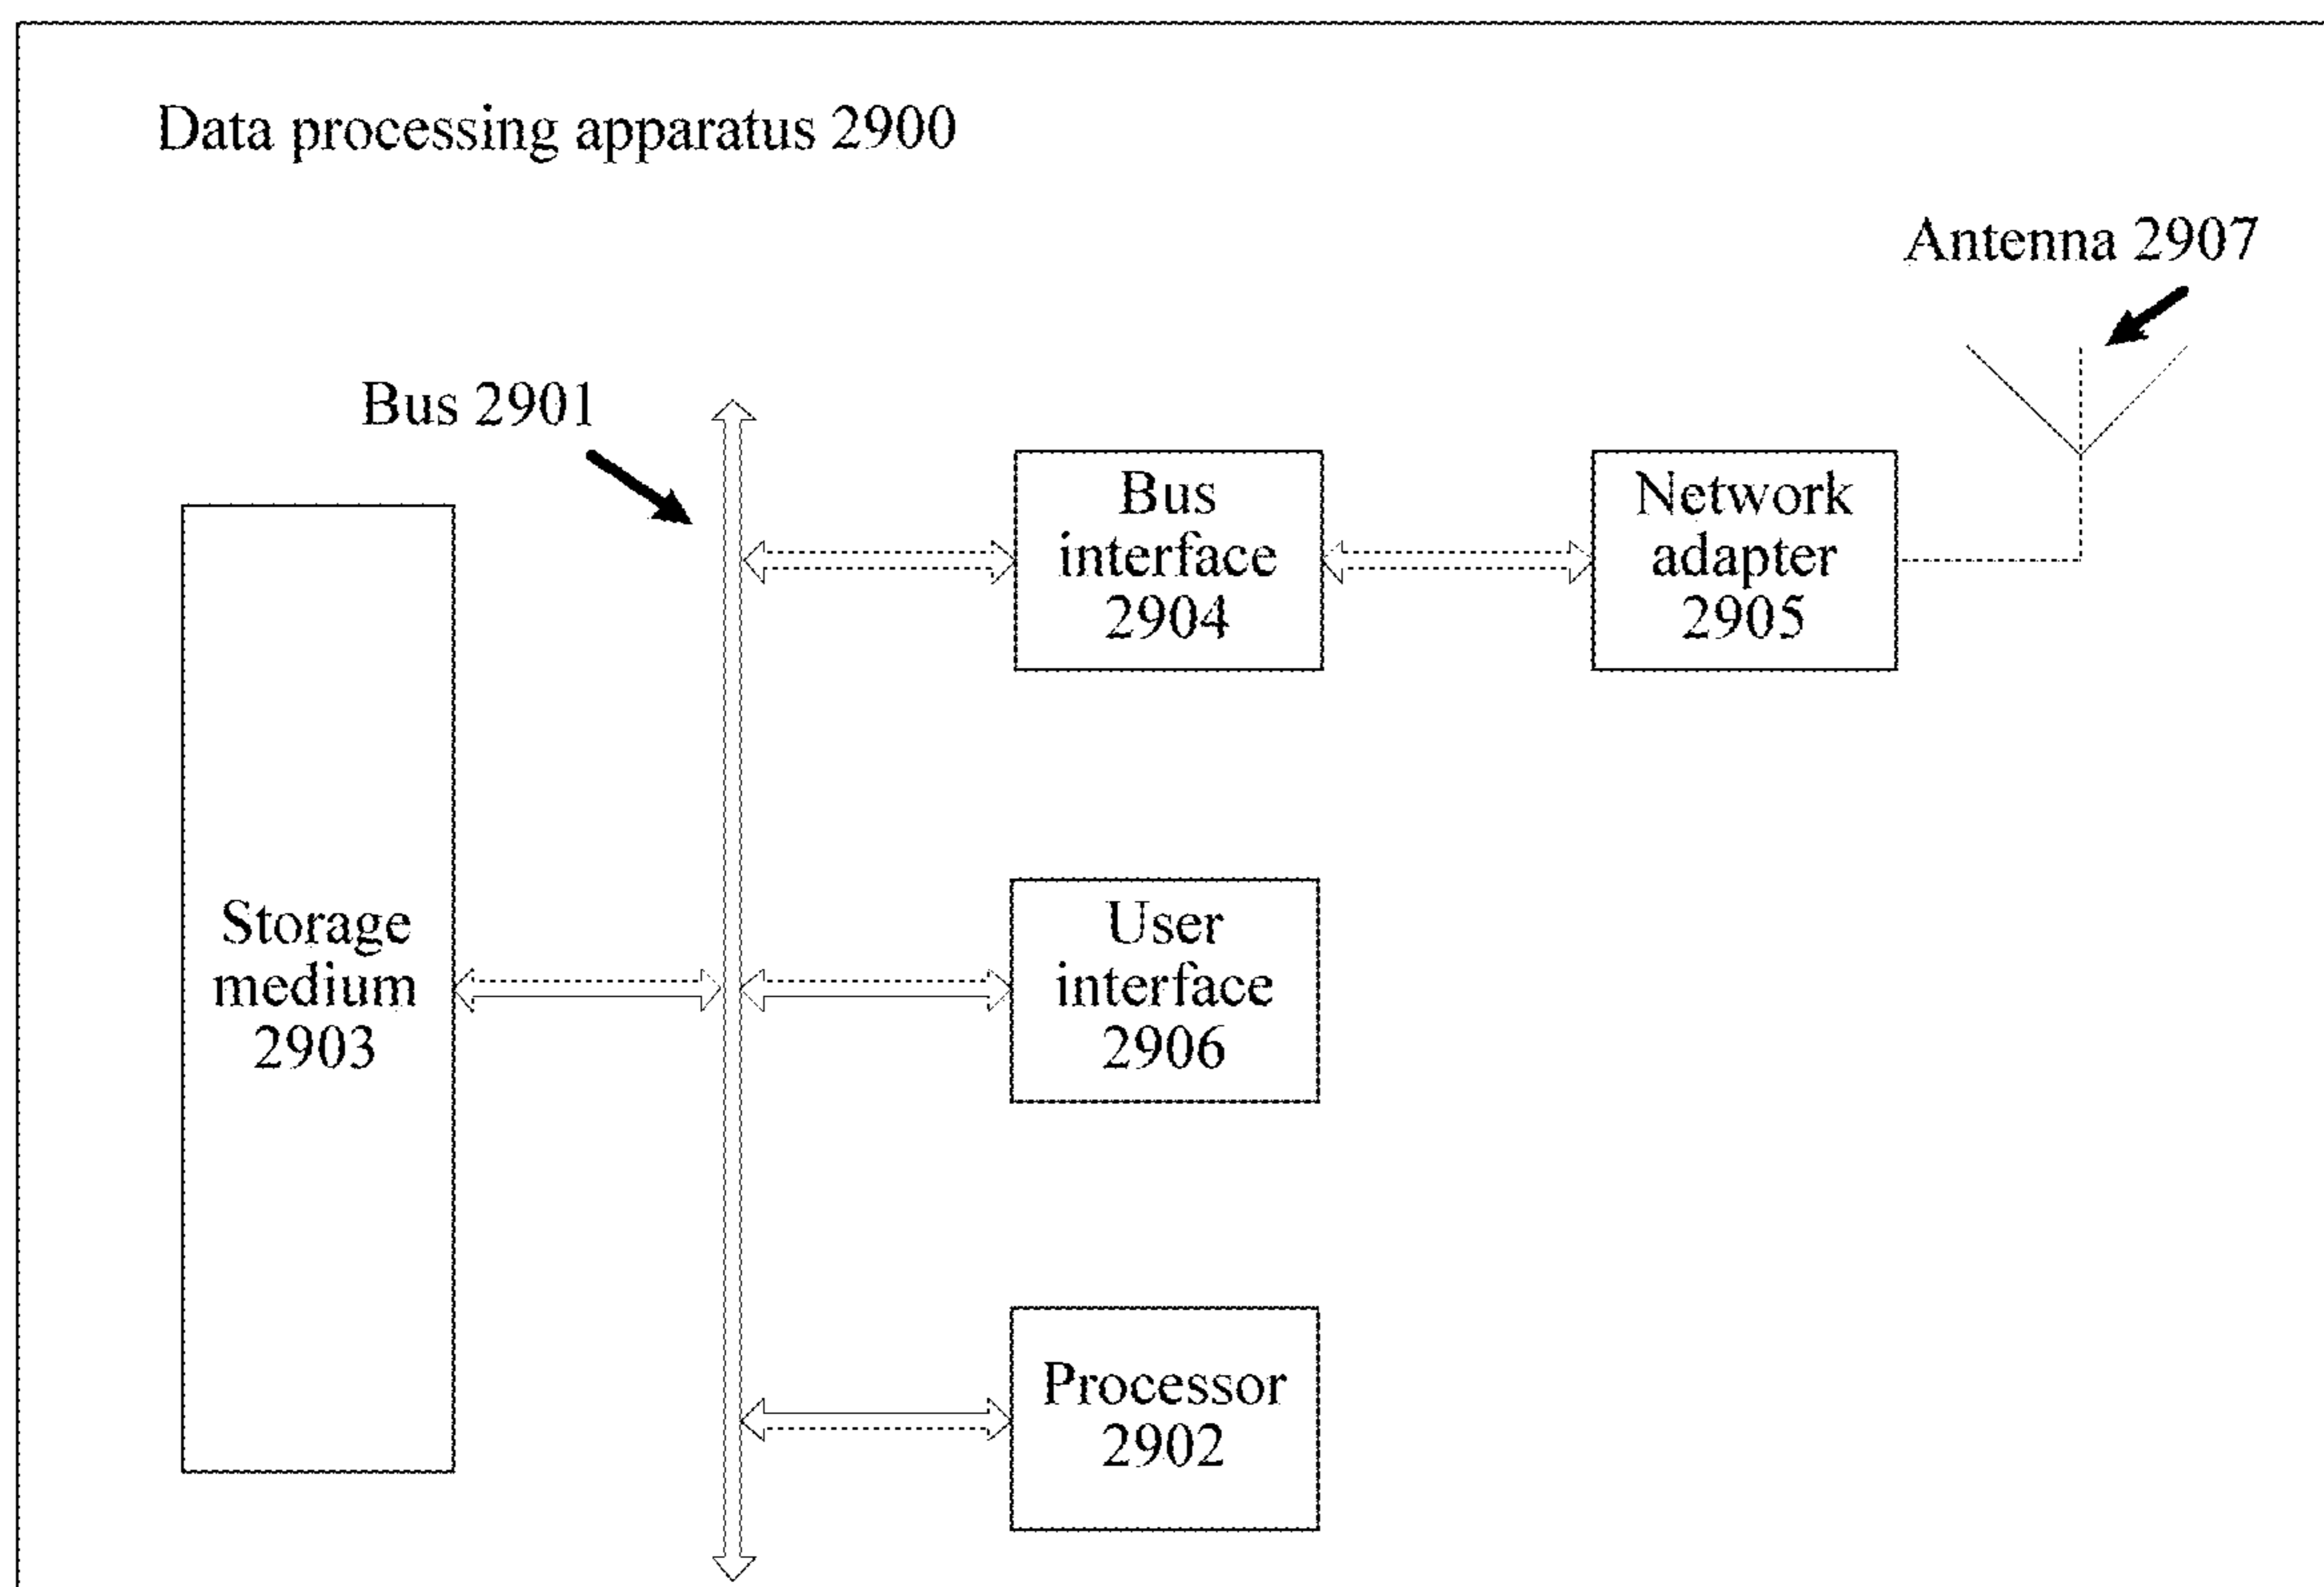 Data processing apparatus 2900
Antenna 2907
Bus 2901
Bus
interface
2904
Network
adapter
2905
Storage
medium
2903
User
interface
2906
Processor
2902